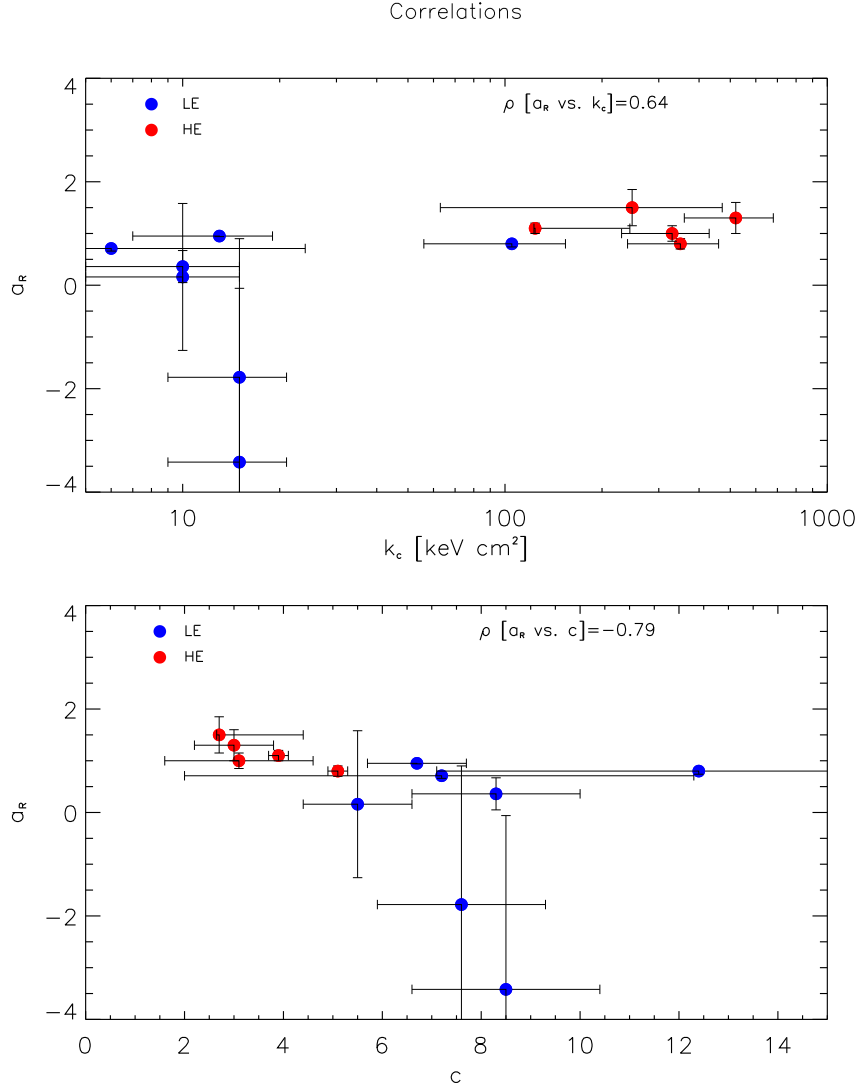 Correlations
4
LE
ρ [a_R vs. k_c]=0.64
HE
2
0
a_R
−2
−4
10 100 1000
k_c [keV cm²]
4
LE
ρ [a_R vs. c]=−0.79
HE
2
0
a_R
−2
−4
0 2 4 6 8 10 12 14
c